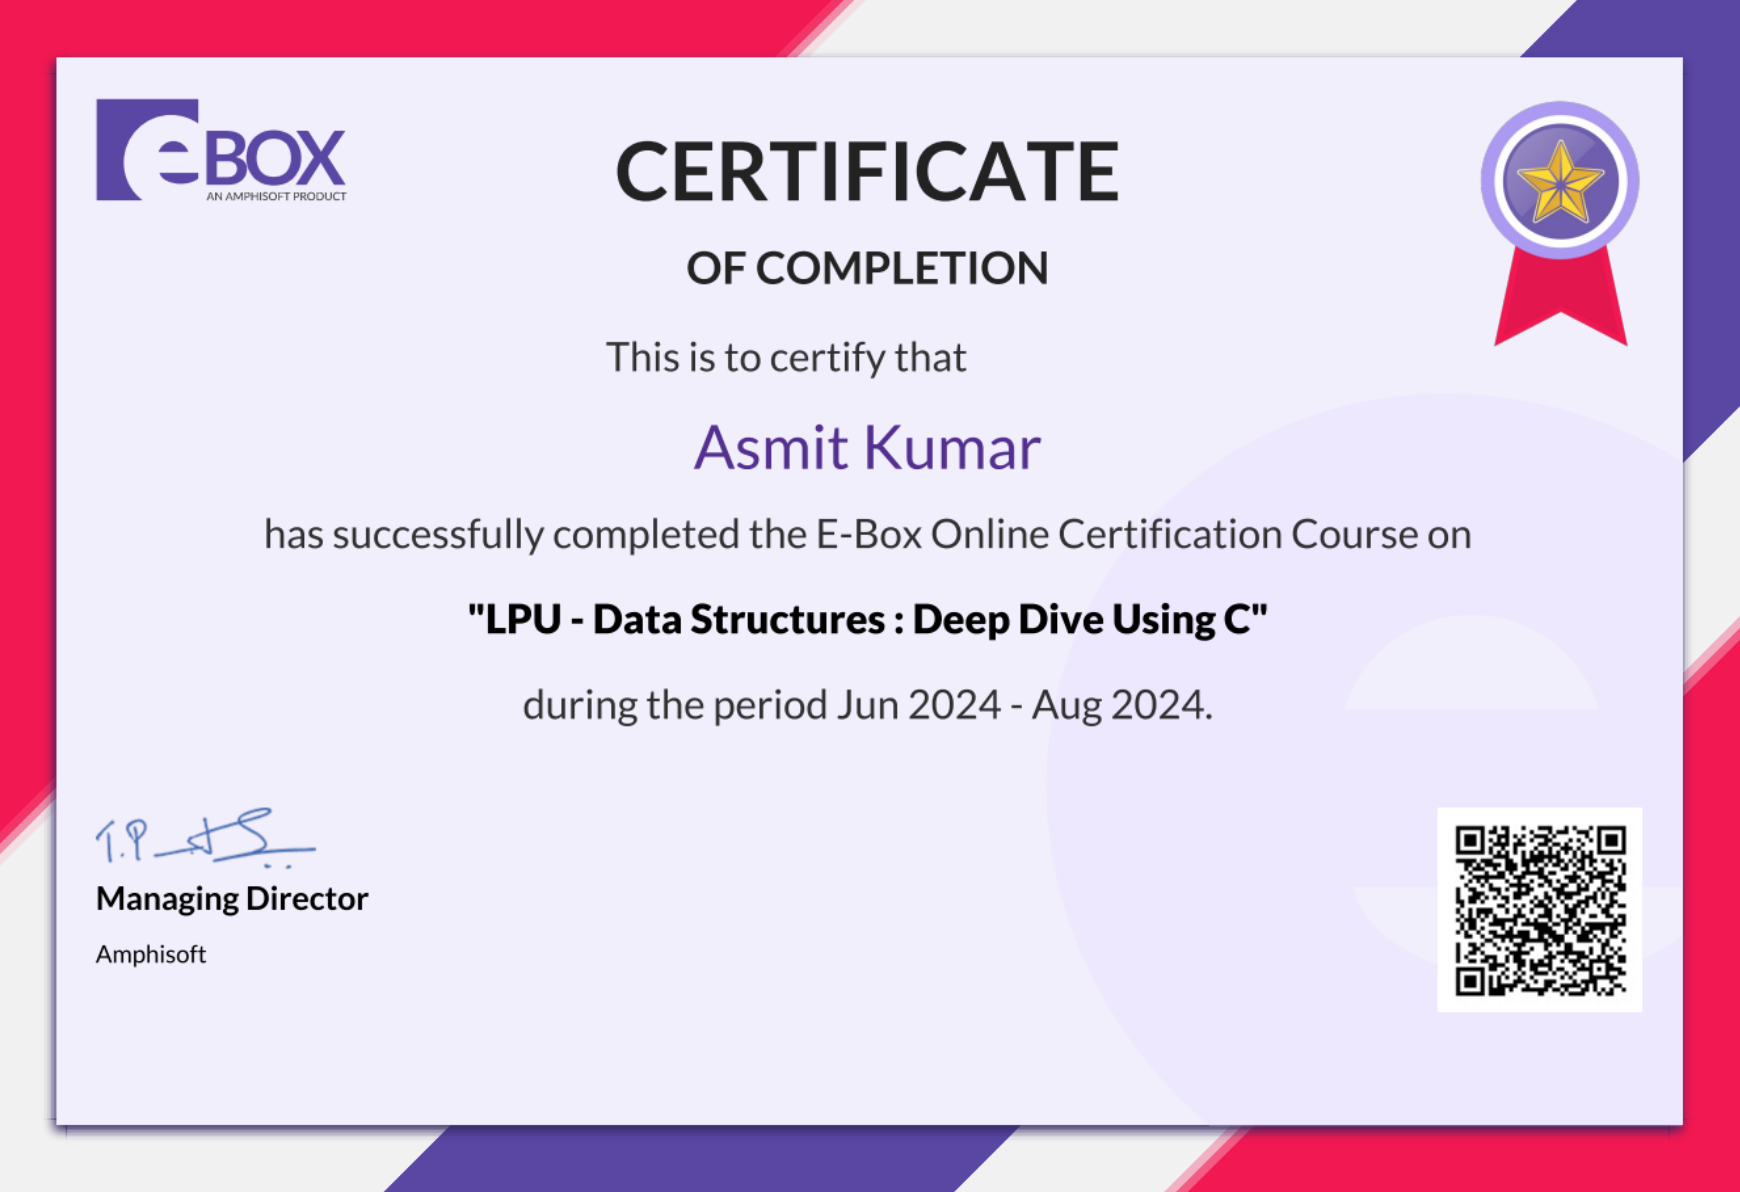 eBOX
AN AMPHISOFT PRODUCT
CERTIFICATE
OF COMPLETION
This is to certify that
Asmit Kumar
has successfully completed the E-Box Online Certification Course on
"LPU - Data Structures : Deep Dive Using C"
during the period Jun 2024 - Aug 2024.
Managing Director
Amphisoft